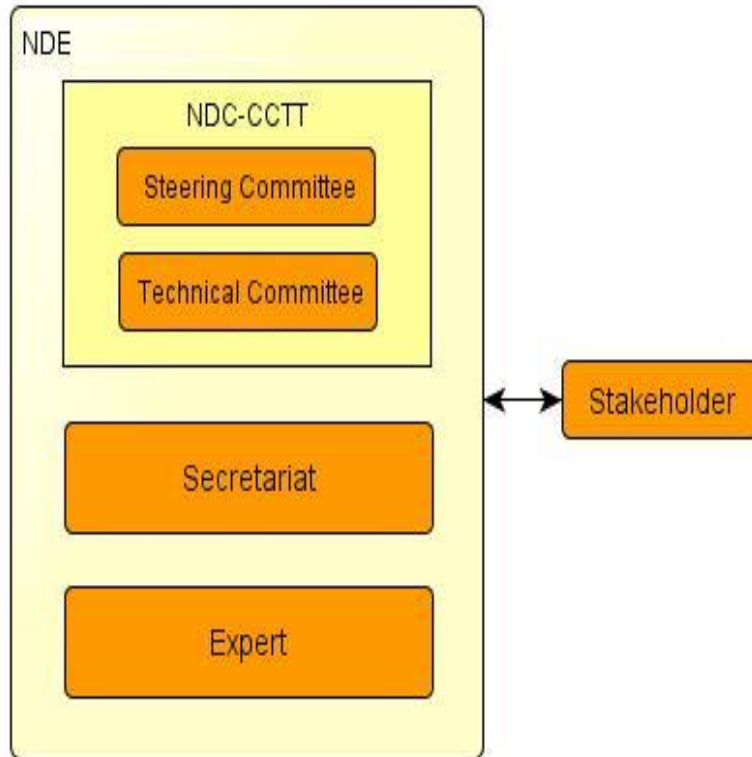 NDE
NDC-CCTT
Steering Committee
Technical Committee
Stakeholder
Secretariat
Expert